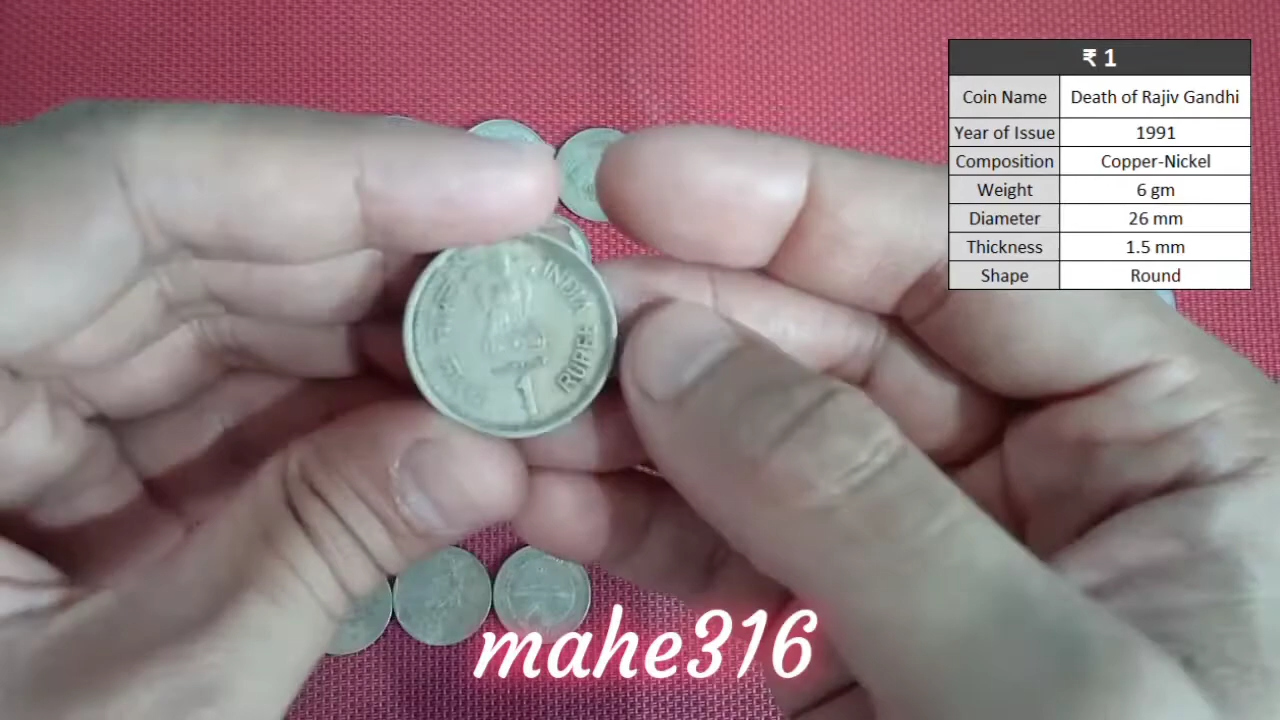 ₹ 1
Coin Name Death of Rajiv Gandhi
Year of Issue 1991
Composition Copper-Nickel
Weight 6 gm
Diameter 26 mm
Thickness 1.5 mm
Shape Round
INDIA
RUPEE
1
mahe316